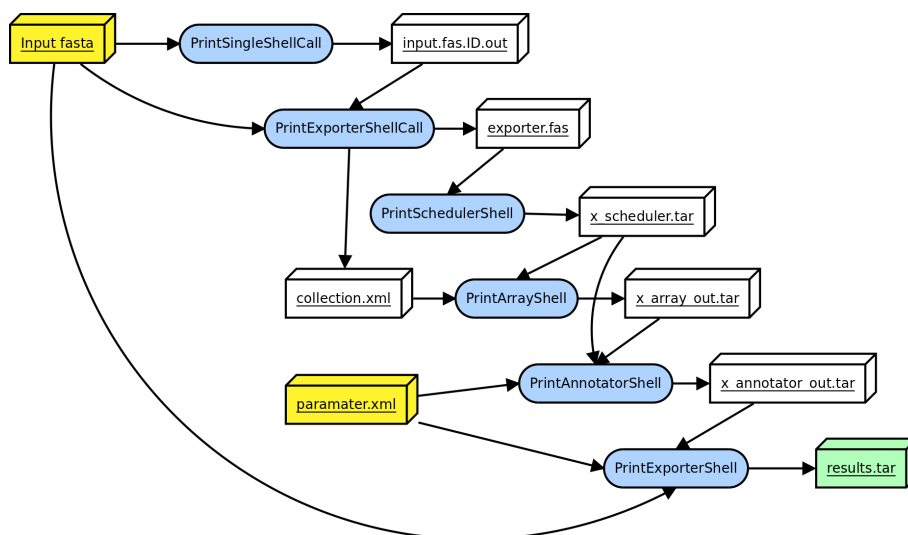 Input fasta
PrintSingleShellCall
input.fas.ID.out
PrintExporterShellCall
exporter.fas
PrintSchedulerShell
x_scheduler.tar
collection.xml
PrintArrayShell
x_array_out.tar
PrintAnnotatorShell
x_annotator_out.tar
paramater.xml
PrintExporterShell
results.tar